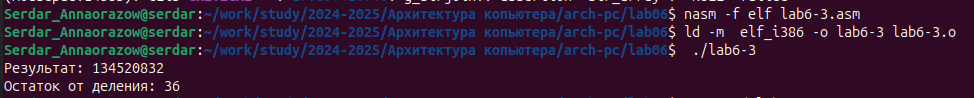 Serdar_Annaorazow@serdar:~/work/study/2024-2025/Архитектура копьютера/arch-pc/lab06$ nasm -f elf lab6-3.asm
Serdar_Annaorazow@serdar:~/work/study/2024-2025/Архитектура копьютера/arch-pc/lab06$ ld -m  elf_i386 -o lab6-3 lab6-3.o
Serdar_Annaorazow@serdar:~/work/study/2024-2025/Архитектура копьютера/arch-pc/lab06$  ./lab6-3
Результат: 134520832
Остаток от деления: 36